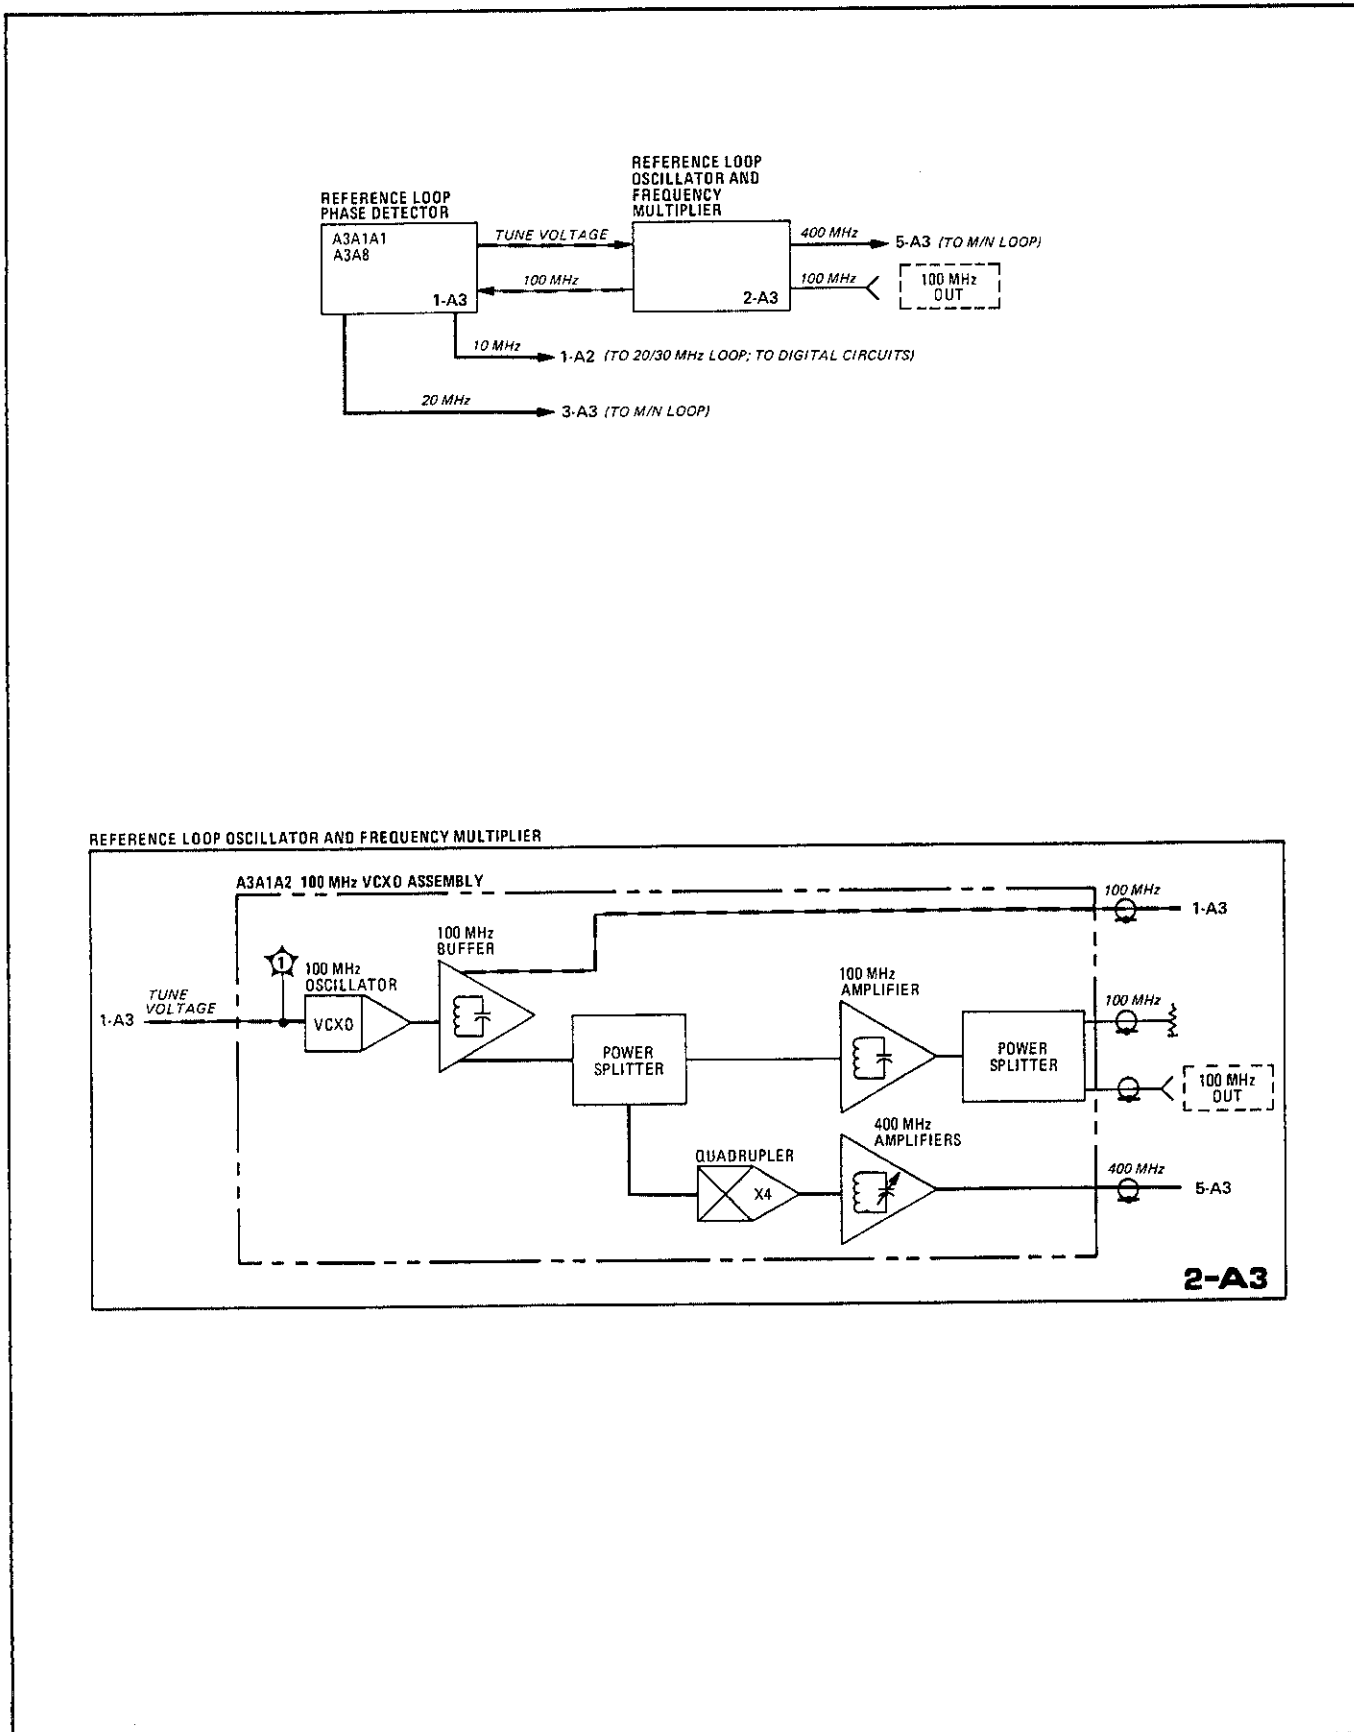 REFERENCE LOOP
OSCILLATOR AND
FREQUENCY
MULTIPLIER
REFERENCE LOOP
PHASE DETECTOR
A3A1A1
A3A8
1-A3
TUNE VOLTAGE
100 MHz
2-A3
400 MHz
5-A3 (TO M/N LOOP)
100 MHz
100 MHz
OUT
10 MHz
1-A2 (TO 20/30 MHz LOOP; TO DIGITAL CIRCUITS)
20 MHz
3-A3 (TO M/N LOOP)
REFERENCE LOOP OSCILLATOR AND FREQUENCY MULTIPLIER
A3A1A2 100 MHz VCXO ASSEMBLY
100 MHz
1-A3
1
100 MHz
OSCILLATOR
100 MHz
BUFFER
1-A3
TUNE
VOLTAGE
VCXO
POWER
SPLITTER
100 MHz
AMPLIFIER
POWER
SPLITTER
100 MHz
100 MHz
OUT
QUADRUPLER
X4
400 MHz
AMPLIFIERS
400 MHz
5-A3
2-A3